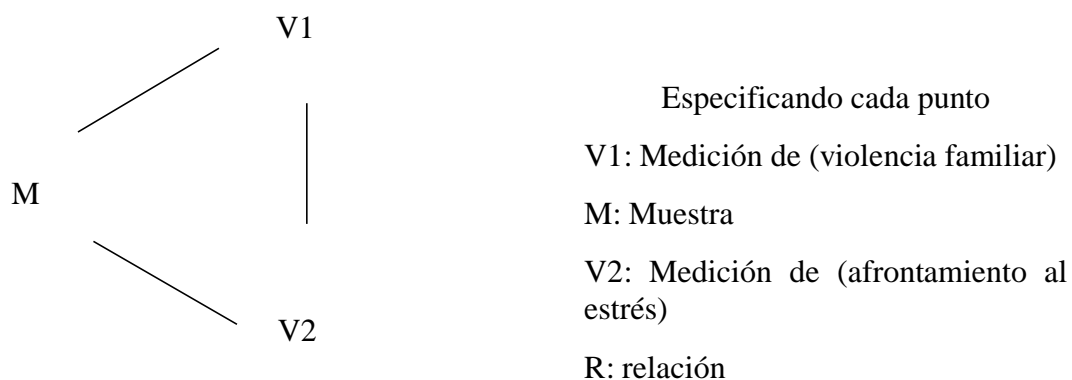 V1
M
V2
Especificando cada punto
V1: Medición de (violencia familiar)
M: Muestra
V2: Medición de (afrontamiento al
estrés)
R: relación